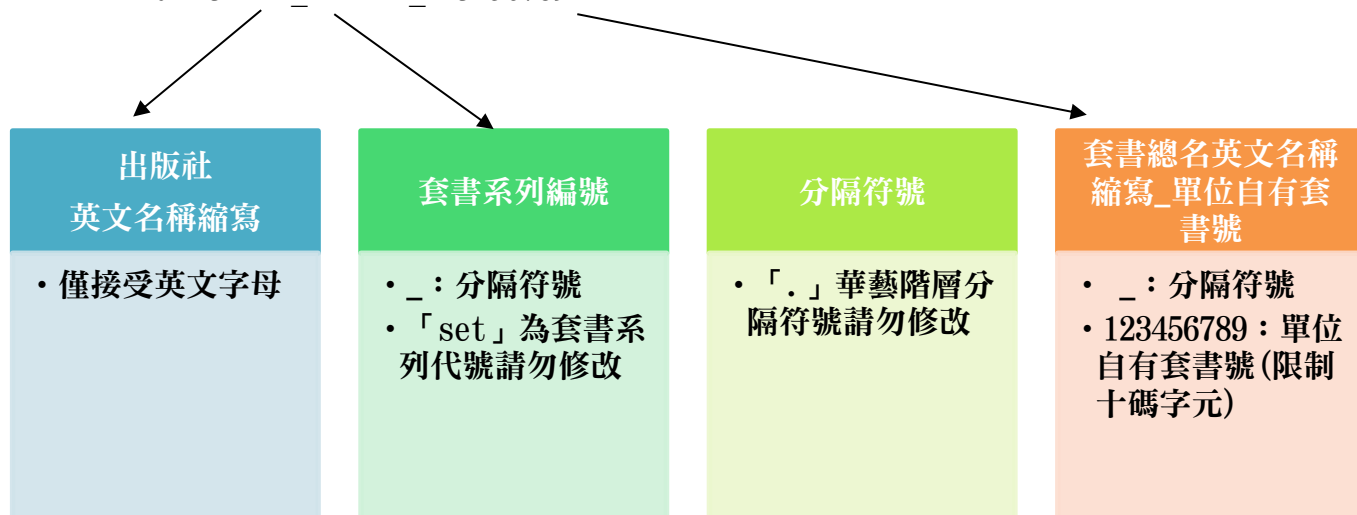 出版社
英文名稱縮寫
套書系列編號
分隔符號
套書總名英文名稱
縮寫_單位自有套
書號
・僅接受英文字母
・_：分隔符號
・「set」為套書系
列代號請勿修改
・「.」華藝階層分
隔符號請勿修改
・ _：分隔符號
・123456789：單位
自有套書號(限制
十碼字元)